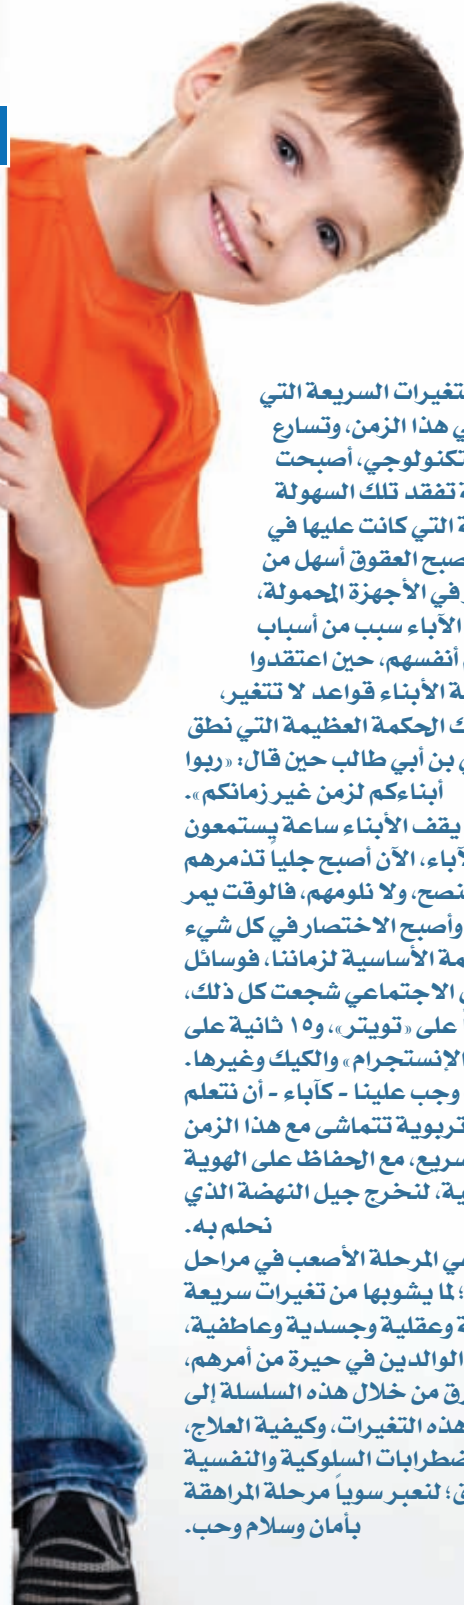 تغيرات السريعة التي
ي هذا الزمن، وتسارع
تكنولوجي، أصبحت
ة تفقد تلك السهولة
ة التي كانت عليها في
صبح العقوق أسهل من
وفي الأجهزة المحمولة،
الآباء سبب من أسباب
أنفسهم، حين اعتقدوا
ة الأبناء قواعد لا تتغير،
ك الحكمة العظيمة التي نطق
ي بن أبي طالب حين قال: «ربوا
أبناءكم لزمن غير زمانكم».
يقف الأبناء ساعة يستمعون
لآباء، الآن أصبح جلياً تذمرهم
نصح، ولا نلومهم، فالوقت يمر
وأصبح الاختصار في كل شيء
مة الأساسية لزماننا، فوسائل
الاجتماعي شجعت كل ذلك،
على «تويتر»، و١٥ ثانية على
الإنستجرام» والكيك وغيرها.
وجب علينا - كآباء - أن نتعلم
تربوية تتماشى مع هذا الزمن
سريع، مع الحفاظ على الهوية
ية، لنخرج جيل النهضة الذي
نحلم به.
ي المرحلة الأصعب في مراحل
؛ لما يشوبها من تغيرات سريعة
ة وعقلية وجسدية وعاطفية،
الوالدين في حيرة من أمرهم،
رق من خلال هذه السلسلة إلى
هذه التغيرات، وكيفية العلاج،
ضطرابات السلوكية والنفسية
ق؛ لنعبر سوياً مرحلة المراهقة
بأمان وسلام وحب.